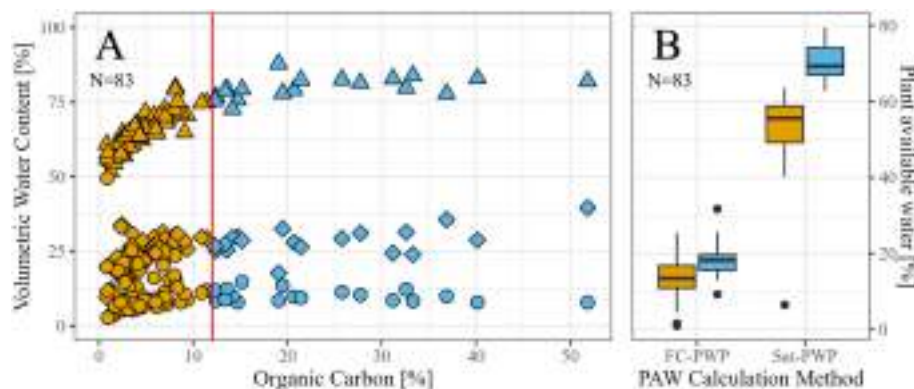 A
N=83
Volumetric Water Content [%]
100
75
50
25
0
0
10
20
30
40
50
Organic Carbon [%]
B
N=83
80
60
40
20
0
Plant available water [%]
FC-PWP
Sat-PWP
PAW Calculation Method